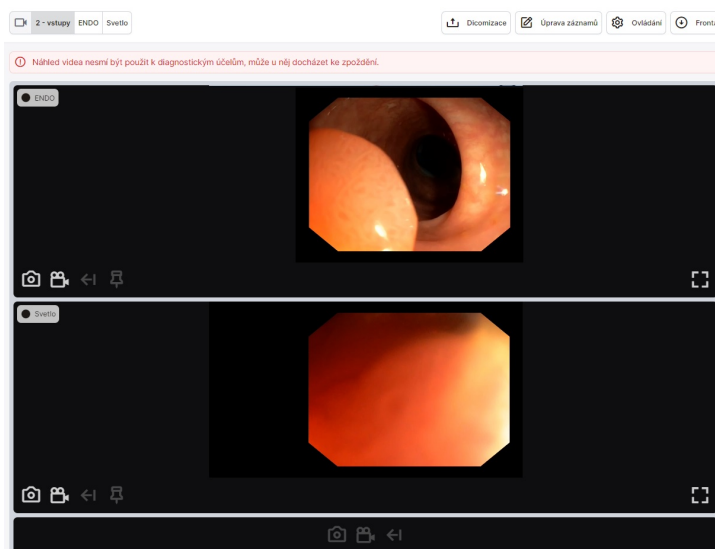 2 - vstupy ENDO Svetlo Dicomizace Úprava záznamů Ovládání
Náhled videa nesmí být použit k diagnostickým účelům, může u něj docházet ke zpoždění.
ENDO
Svetlo